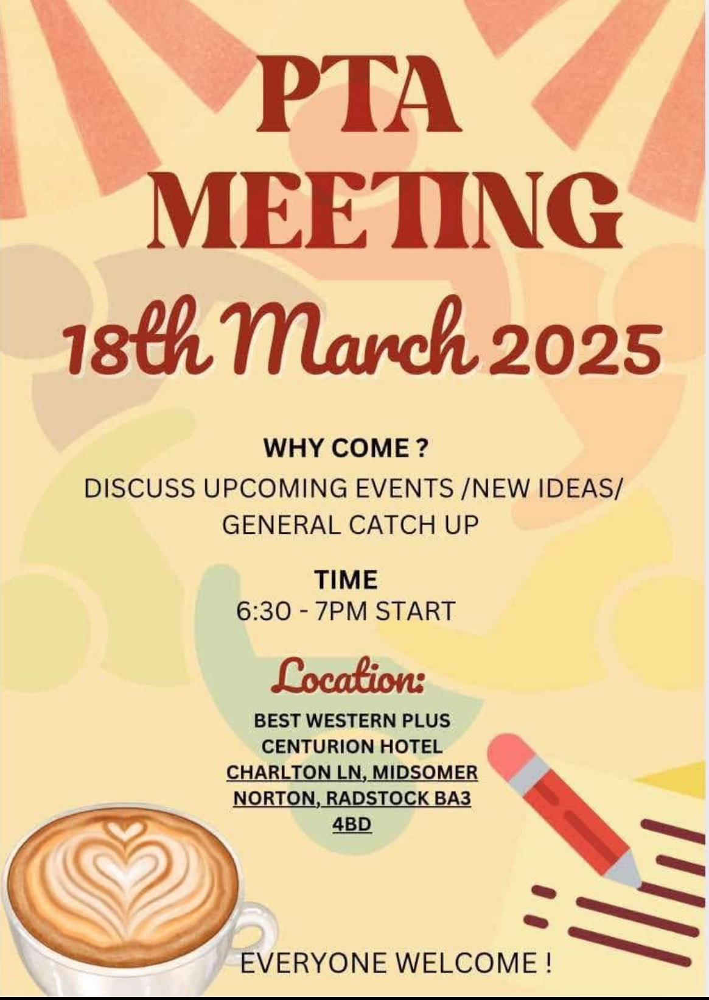 PTA
MEETING
18th March 2025
WHY COME ?
DISCUSS UPCOMING EVENTS /NEW IDEAS/
GENERAL CATCH UP
TIME
6:30 - 7PM START
Location:
BEST WESTERN PLUS
CENTURION HOTEL
CHARLTON LN, MIDSOMER
NORTON, RADSTOCK BA3
4BD
EVERYONE WELCOME !